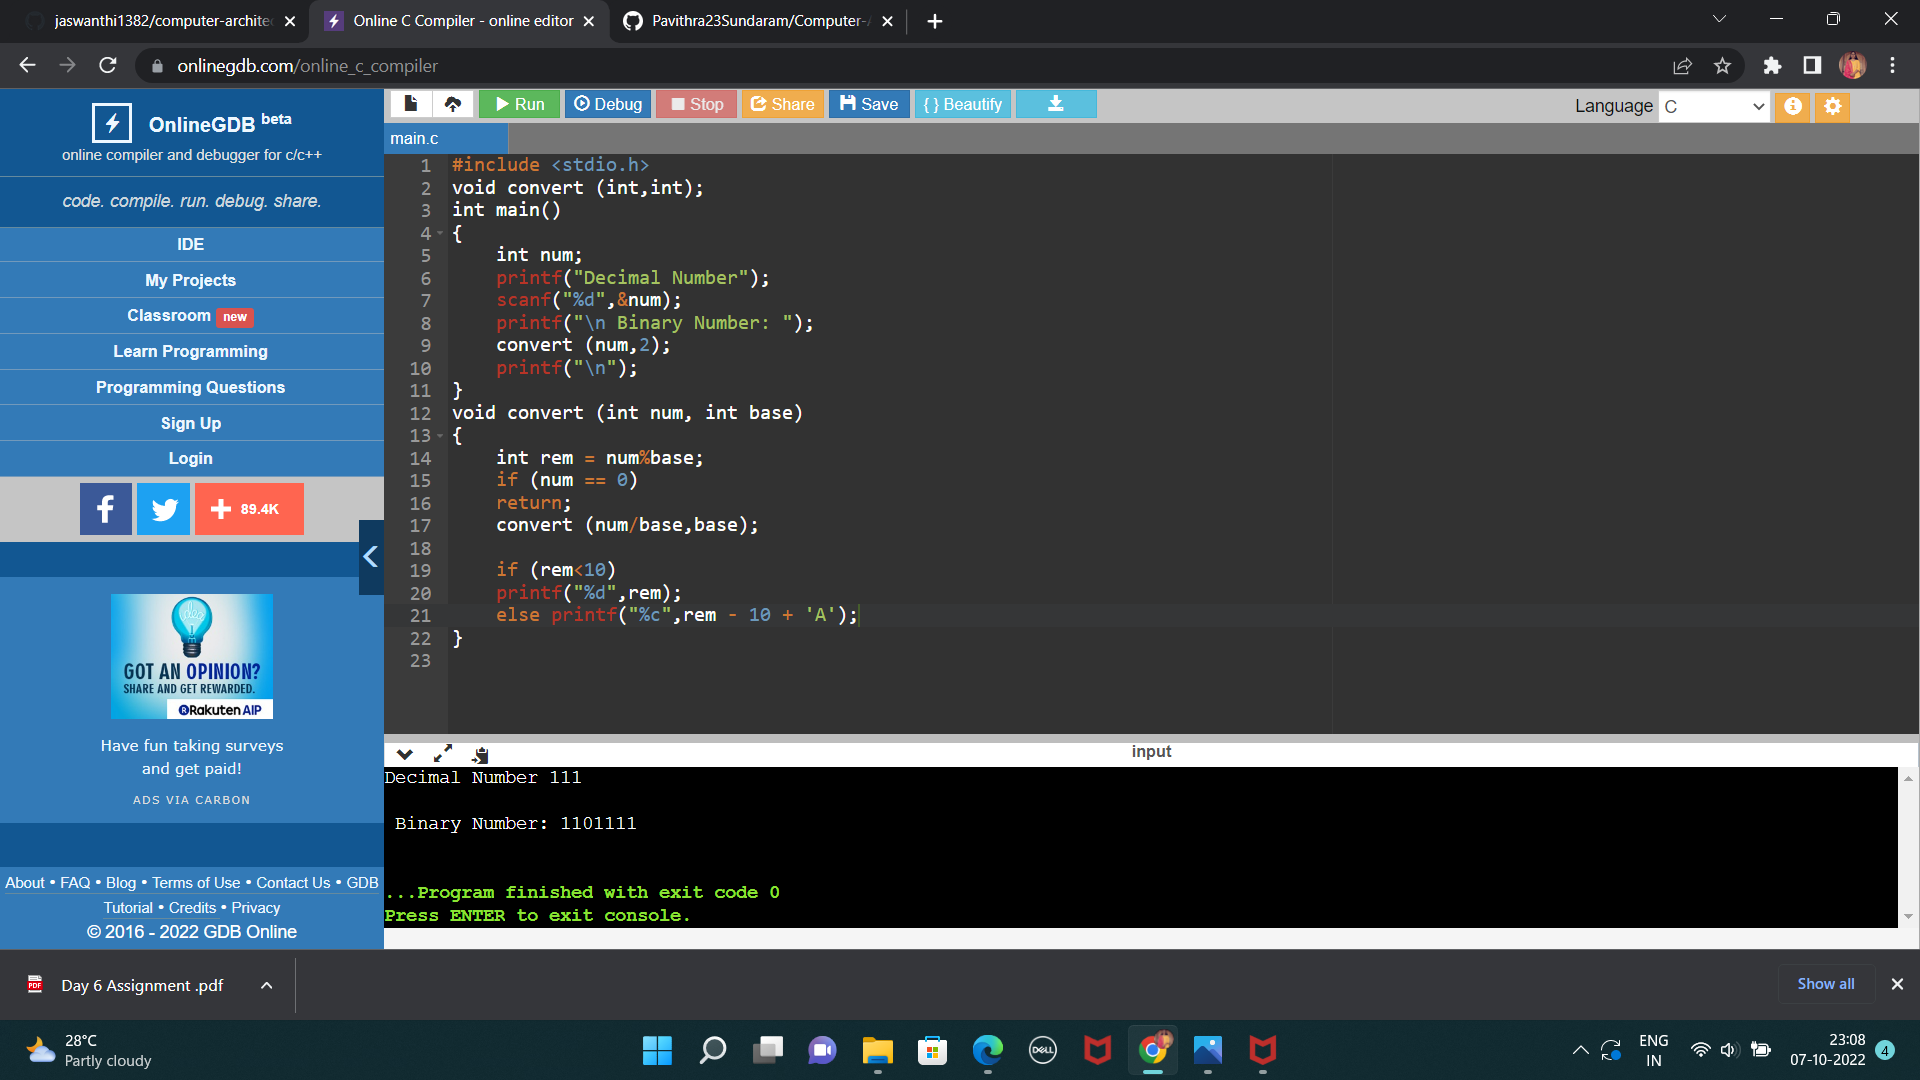 jaswanthi1382/computer-archite
Online C Compiler - online editor
Pavithra23Sundaram/Computer-A
onlinegdb.com/online_c_compiler
OnlineGDB beta
online compiler and debugger for c/c++
code. compile. run. debug. share.
IDE
My Projects
Classroom new
Learn Programming
Programming Questions
Sign Up
Login
89.4K
GOT AN OPINION?
SHARE AND GET REWARDED.
Rakuten AIP
Have fun taking surveys
and get paid!
ADS VIA CARBON
About • FAQ • Blog • Terms of Use • Contact Us • GDB
Tutorial • Credits • Privacy
© 2016 - 2022 GDB Online
Run Debug Stop Share Save {} Beautify
Language C
main.c
1 #include <stdio.h>
2 void convert (int,int);
3 int main()
4 {
5 int num;
6 printf("Decimal Number");
7 scanf("%d",&num);
8 printf("\n Binary Number: ");
9 convert (num,2);
10 printf("\n");
11 }
12 void convert (int num, int base)
13 {
14 int rem = num%base;
15 if (num == 0)
16 return;
17 convert (num/base,base);
18
19 if (rem<10)
20 printf("%d",rem);
21 else printf("%c",rem - 10 + 'A');
22 }
23
input
Decimal Number 111
Binary Number: 1101111
...Program finished with exit code 0
Press ENTER to exit console.
PDF
Day 6 Assignment .pdf
Show all
28°C
Partly cloudy
DELL
ENG
IN
23:08
07-10-2022
4